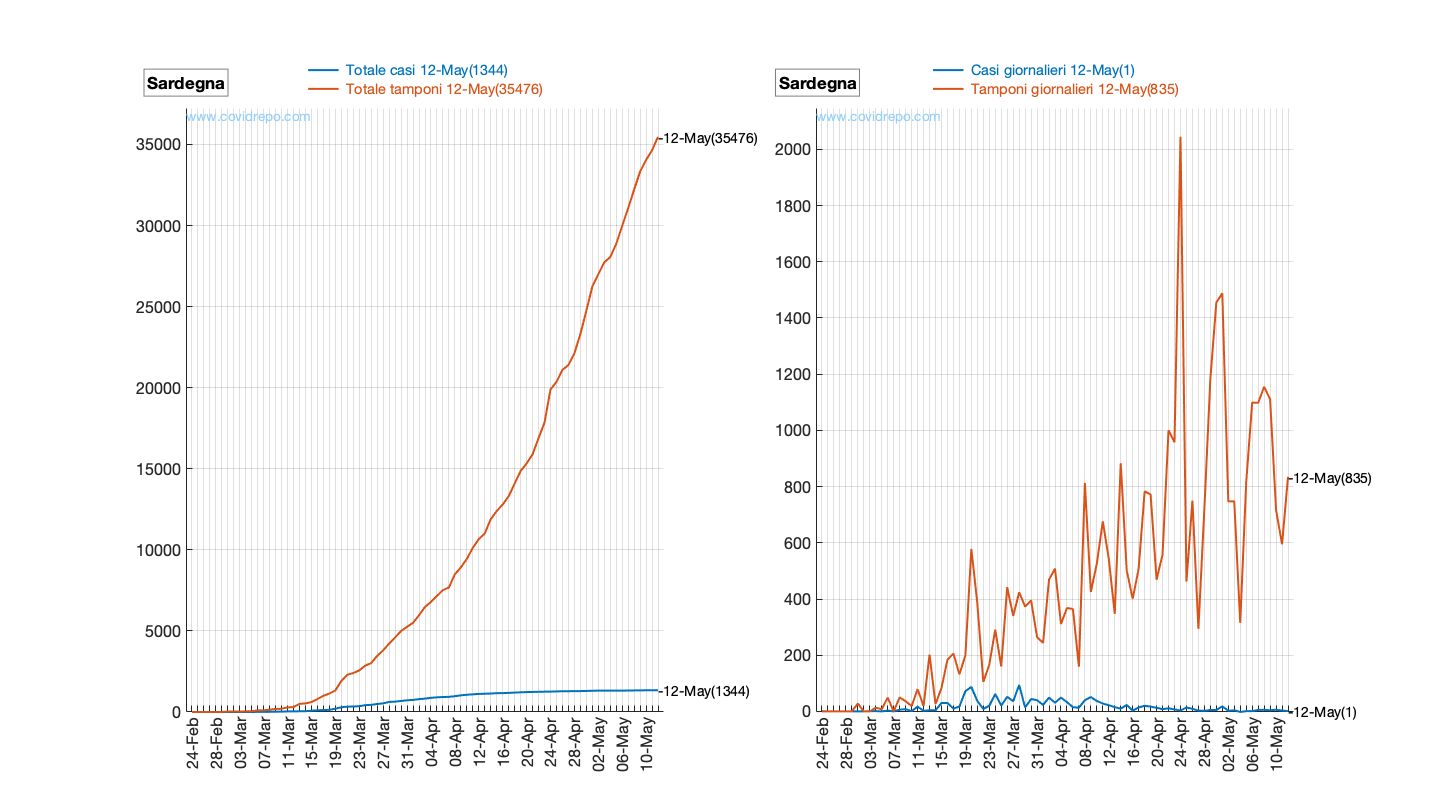 Sardegna
Totale casi 12-May(1344)
Totale tamponi 12-May(35476)
www.covidrepo.com
35000
30000
25000
20000
15000
10000
5000
0
12-May(35476)
12-May(1344)
24-Feb
28-Feb
03-Mar
07-Mar
11-Mar
15-Mar
19-Mar
23-Mar
27-Mar
31-Mar
04-Apr
08-Apr
12-Apr
16-Apr
20-Apr
24-Apr
28-Apr
02-May
06-May
10-May
Sardegna
Casi giornalieri 12-May(1)
Tamponi giornalieri 12-May(835)
www.covidrepo.com
2000
1800
1600
1400
1200
1000
800
600
400
200
0
12-May(835)
12-May(1)
24-Feb
28-Feb
03-Mar
07-Mar
11-Mar
15-Mar
19-Mar
23-Mar
27-Mar
31-Mar
04-Apr
08-Apr
12-Apr
16-Apr
20-Apr
24-Apr
28-Apr
02-May
06-May
10-May